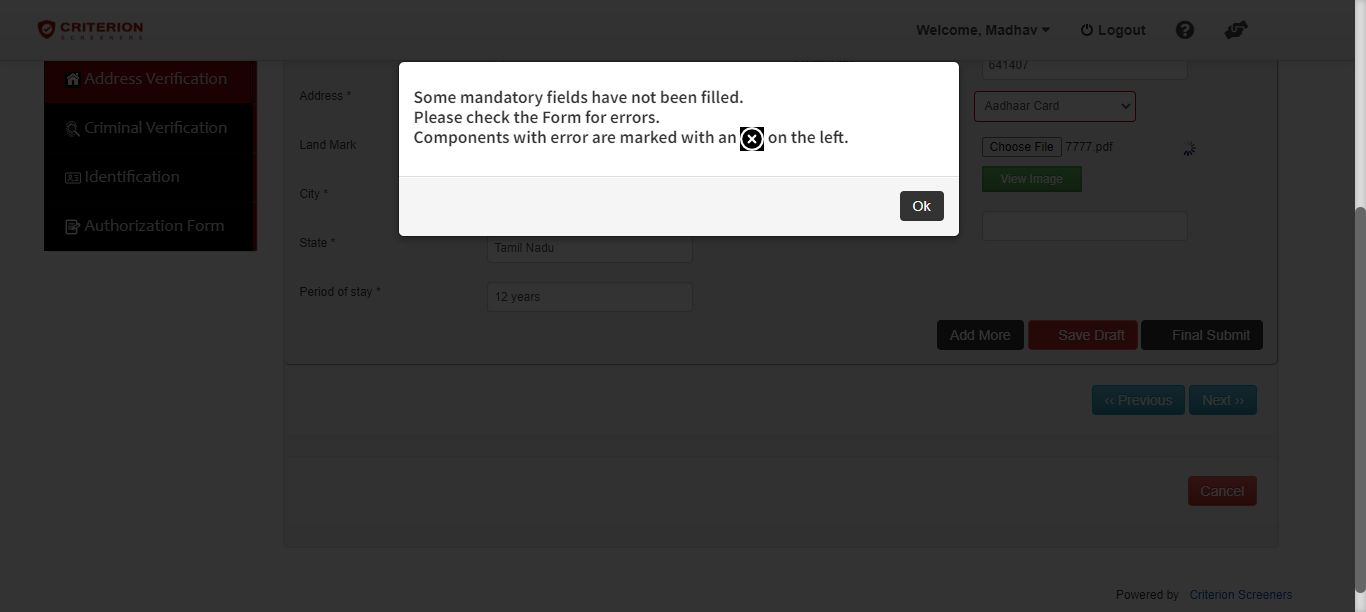 CRITERION
SCREENERS
Welcome, Madhav
Logout
Address Verification
Criminal Verification
Identification
Authorization Form
641407
Address *
Aadhaar Card
Some mandatory fields have not been filled.
Please check the Form for errors.
Components with error are marked with an on the left.
Ok
Land Mark
Choose File 7777.pdf
View Image
City *
State *
Tamil Nadu
Period of stay *
12 years
Add More
Save Draft
Final Submit
‹‹ Previous
Next ››
Cancel
Powered by Criterion Screeners